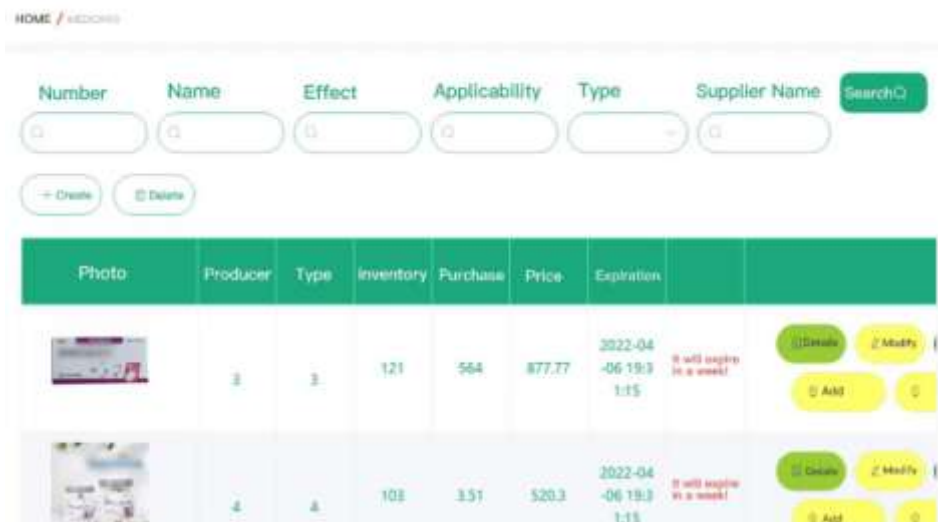 HOME / MEDICINES
Number Name Effect Applicability Type Supplier Name Search
+ Create Delete
Photo Producer Type Inventory Purchase Price Expiration
3 3 121 564 877.77 2022-04
-06 19:3
1:15 It will expire
in a week! Details Modify
Add
4 4 103 3.51 520.3 2022-04
-06 19:3
1:15 It will expire
in a week! Details Modify
Add